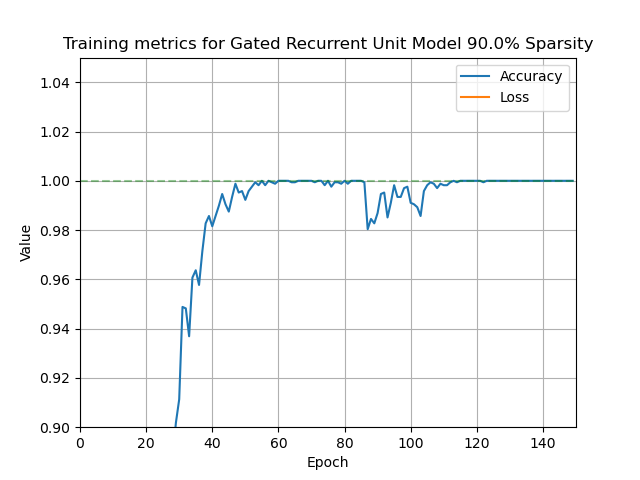 Training metrics for Gated Recurrent Unit Model 90.0% Sparsity
Accuracy
Loss
1.04
1.02
1.00
0.98
0.96
0.94
0.92
0.90
Value
0 20 40 60 80 100 120 140
Epoch